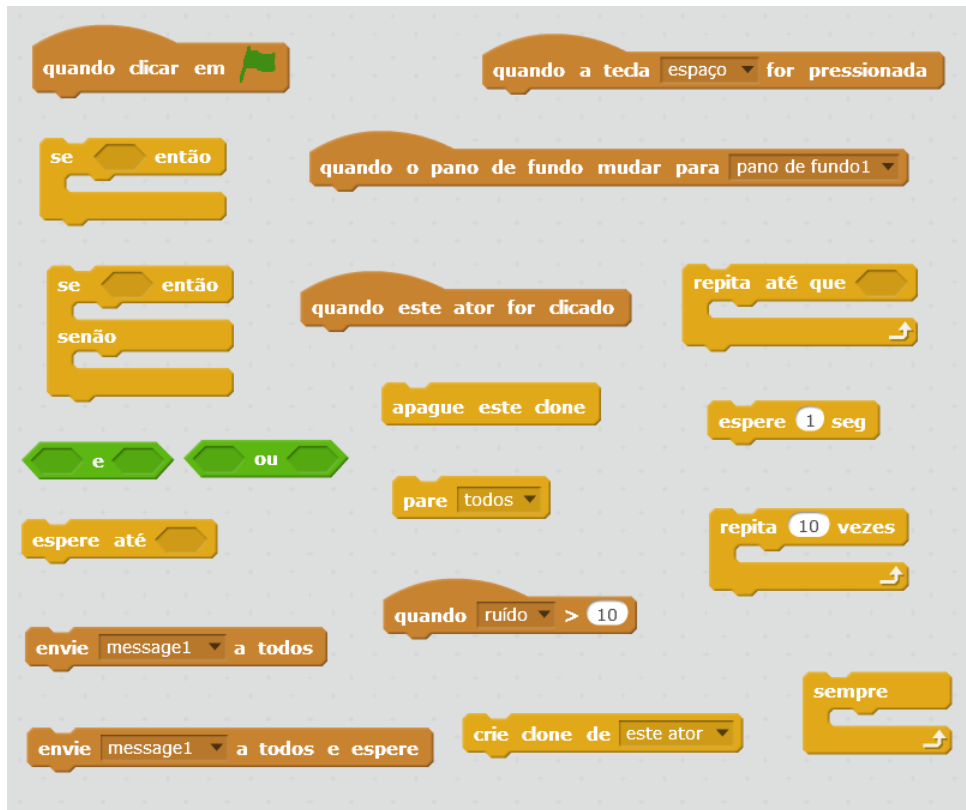 quando clicar em
quando a tecla espaço for pressionada
se então
quando o pano de fundo mudar para pano de fundo1
se então
senão
quando este ator for clicado
repita até que
apague este clone
espere 1 seg
e
ou
pare todos
espere até
repita 10 vezes
quando ruído > 10
envie message1 a todos
sempre
envie message1 a todos e espere
crie clone de este ator